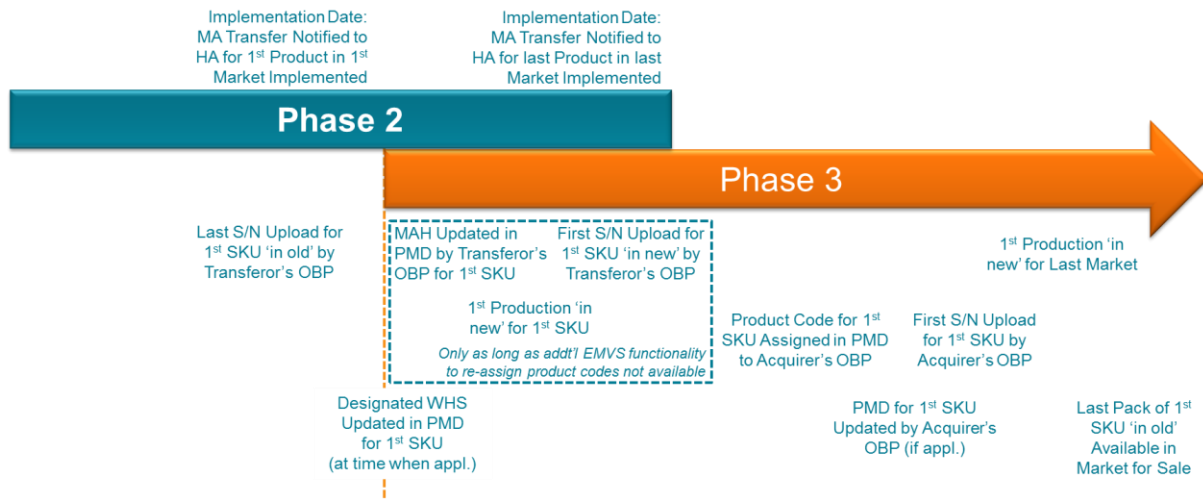 Implementation Date:
MA Transfer Notified to
HA for 1st Product in 1st
Market Implemented
Implementation Date:
MA Transfer Notified to
HA for last Product in last
Market Implemented
Phase 2
Phase 3
Last S/N Upload for
1st SKU ‘in old’ by
Transferor’s OBP
MAH Updated in
PMD by Transferor’s
OBP for 1st SKU
First S/N Upload for
1st SKU ‘in new’ by
Transferor’s OBP
1st Production ‘in
new’ for 1st SKU
Only as long as addt’l EMVS functionality
to re-assign product codes not available
1st Production ‘in
new’ for Last Market
Product Code for 1st
SKU Assigned in PMD
to Acquirer’s OBP
First S/N Upload
for 1st SKU by
Acquirer’s OBP
Designated WHS
Updated in PMD
for 1st SKU
(at time when appl.)
PMD for 1st SKU
Updated by Acquirer’s
OBP (if appl.)
Last Pack of 1st
SKU ‘in old’
Available in
Market for Sale